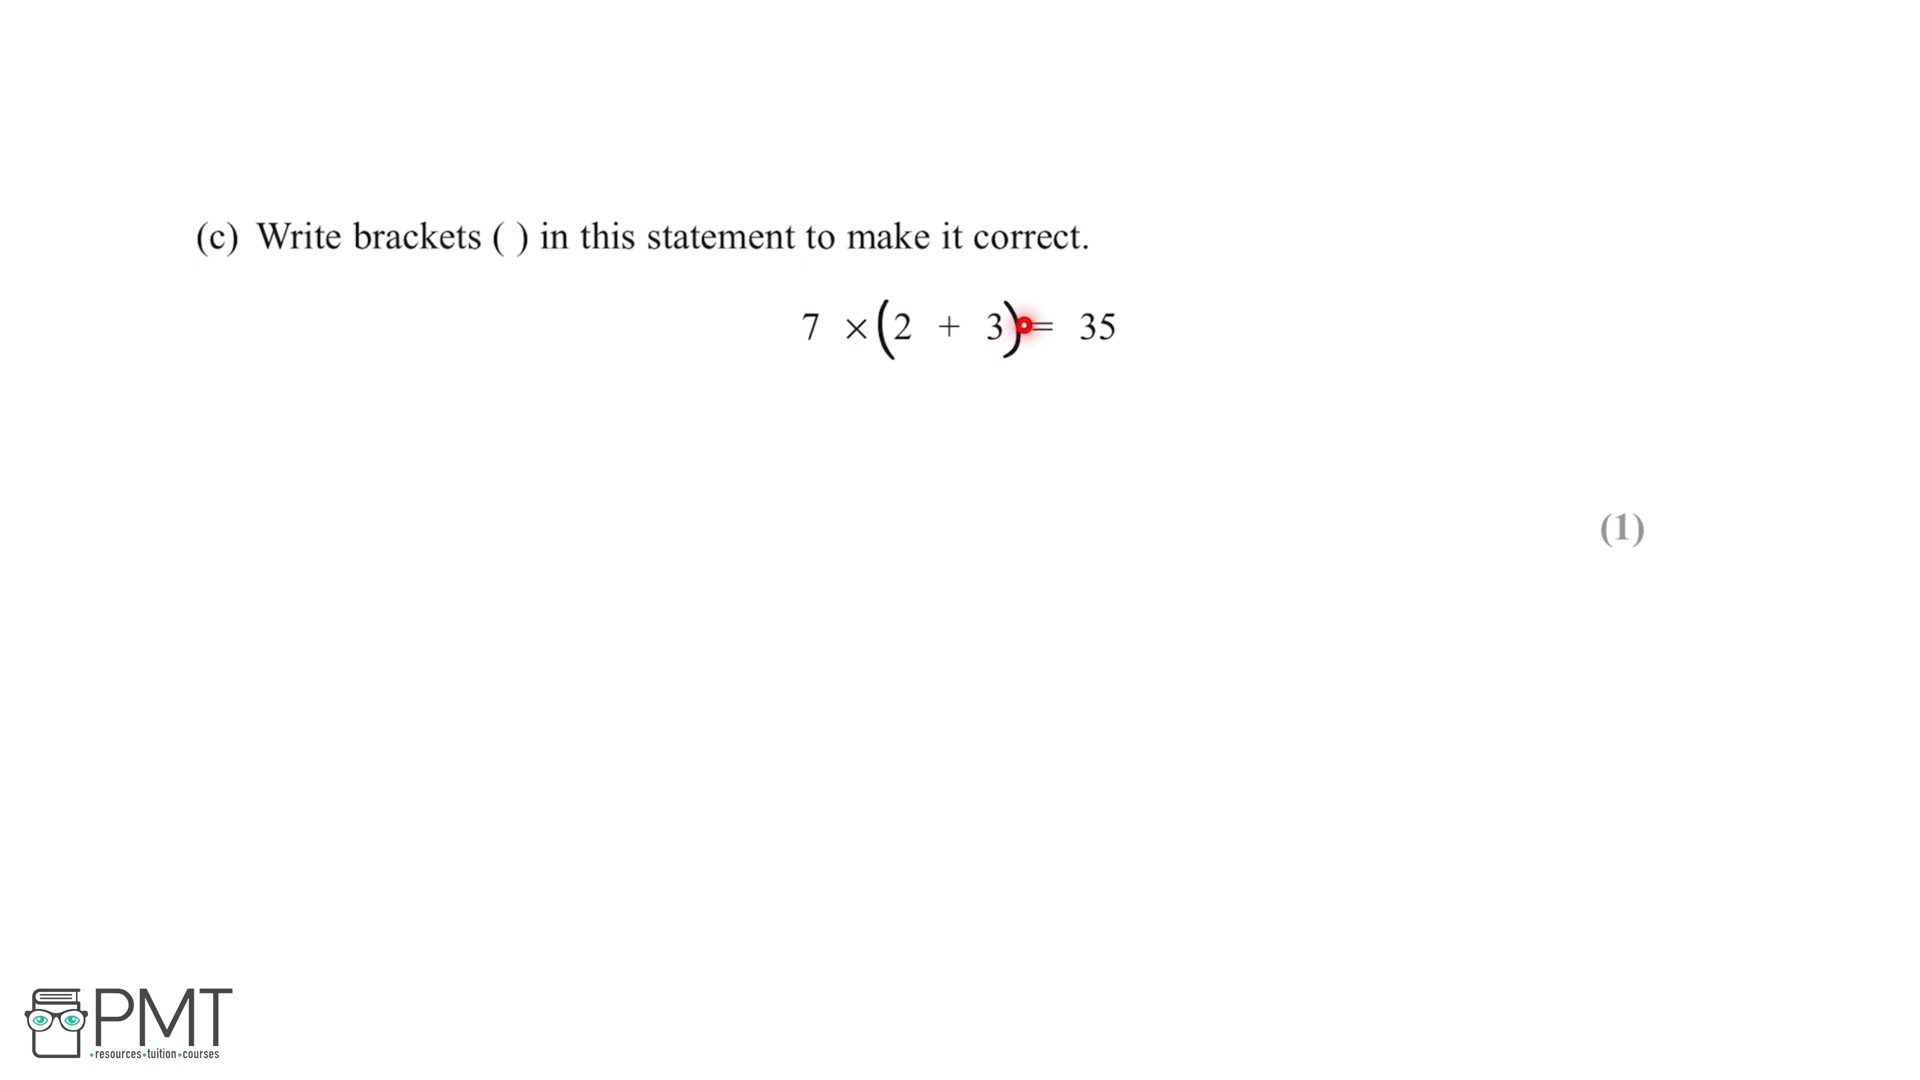 (c) Write brackets ( ) in this statement to make it correct.
7 × (2 + 3) = 35
(1)
PMT
•resources•tuition•courses